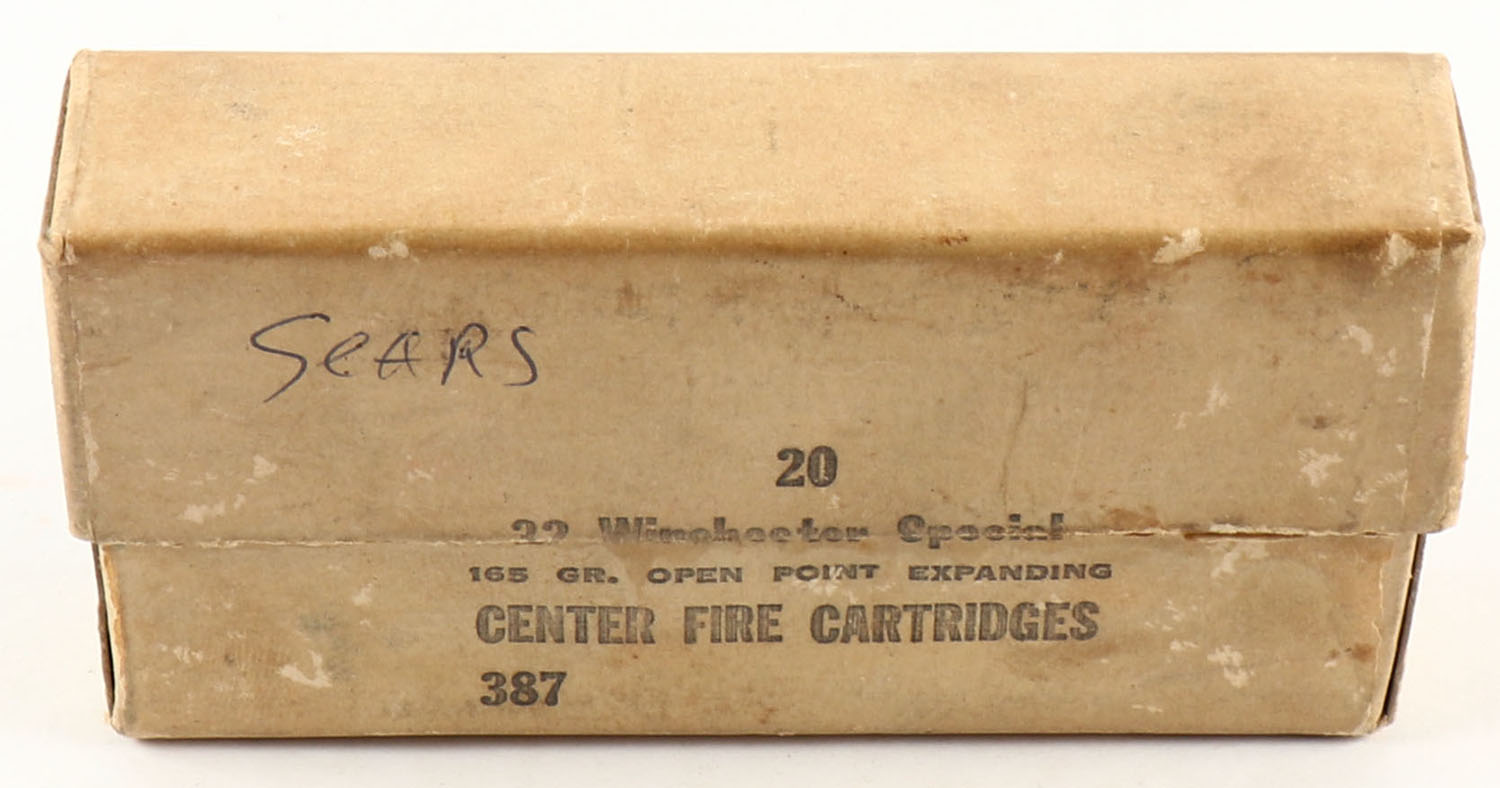 SeARS
20
32 Winchester Special
165 GR. OPEN POINT EXPANDING
CENTER FIRE CARTRIDGES
387